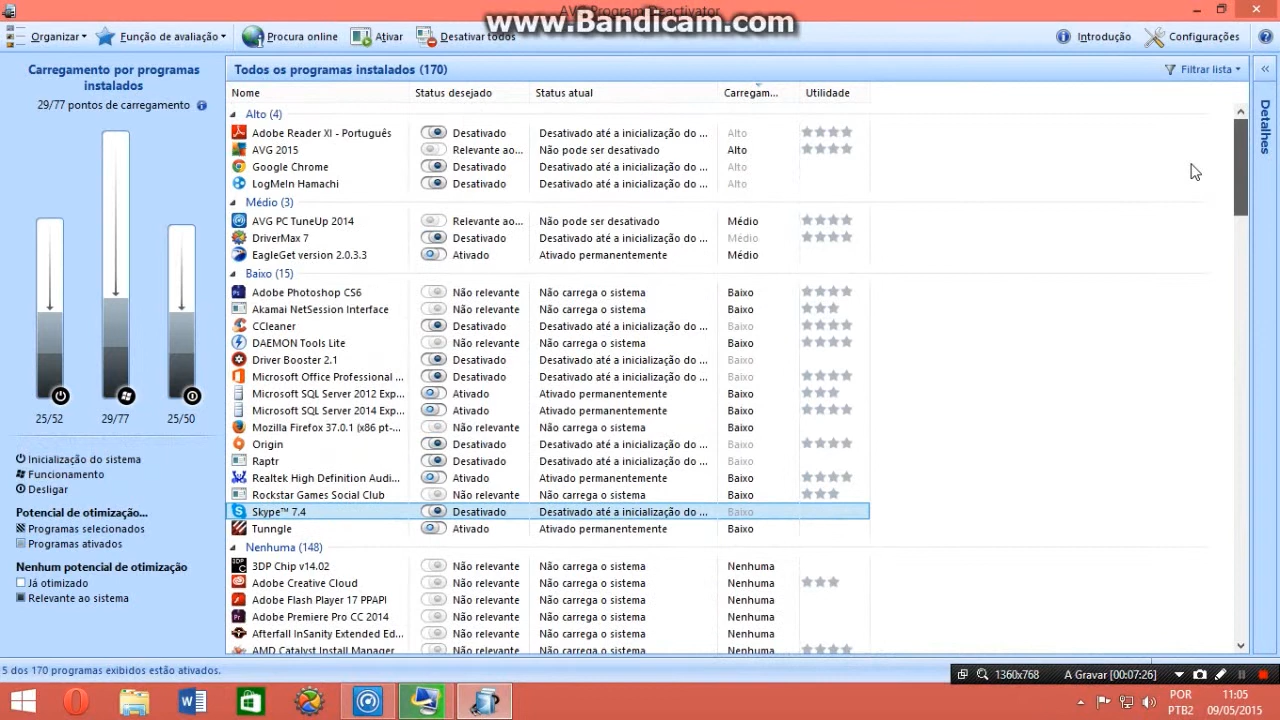 AVG Program Deactivator
www.Bandicam.com
Organizar
Função de avaliação
Procura online
Ativar
Desativar todos
Introdução
Configurações
Carregamento por programas
instalados
29/77 pontos de carregamento
25/52
29/77
25/50
Inicialização do sistema
Funcionamento
Desligar
Potencial de otimização...
Programas selecionados
Programas ativados
Nenhum potencial de otimização
Já otimizado
Relevante ao sistema
Todos os programas instalados (170)
Filtrar lista
Detalhes
Nome Status desejado Status atual Carregam... Utilidade
Alto (4)
Adobe Reader XI - Português Desativado Desativado até a inicialização do ... Alto
AVG 2015 Relevante ao... Não pode ser desativado Alto
Google Chrome Desativado Desativado até a inicialização do ... Alto
LogMeIn Hamachi Desativado Desativado até a inicialização do ... Alto
Médio (3)
AVG PC TuneUp 2014 Relevante ao... Não pode ser desativado Médio
DriverMax 7 Desativado Desativado até a inicialização do ... Médio
EagleGet version 2.0.3.3 Ativado Ativado permanentemente Médio
Baixo (15)
Adobe Photoshop CS6 Não relevante Não carrega o sistema Baixo
Akamai NetSession Interface Não relevante Não carrega o sistema Baixo
CCleaner Desativado Desativado até a inicialização do ... Baixo
DAEMON Tools Lite Não relevante Não carrega o sistema Baixo
Driver Booster 2.1 Desativado Desativado até a inicialização do ... Baixo
Microsoft Office Professional ... Desativado Desativado até a inicialização do ... Baixo
Microsoft SQL Server 2012 Exp... Ativado Ativado permanentemente Baixo
Microsoft SQL Server 2014 Exp... Ativado Ativado permanentemente Baixo
Mozilla Firefox 37.0.1 (x86 pt-... Não relevante Não carrega o sistema Baixo
Origin Desativado Desativado até a inicialização do ... Baixo
Raptr Desativado Desativado até a inicialização do ... Baixo
Realtek High Definition Audi... Ativado Ativado permanentemente Baixo
Rockstar Games Social Club Não relevante Não carrega o sistema Baixo
Skype™ 7.4 Desativado Desativado até a inicialização do ... Baixo
Tunngle Ativado Ativado permanentemente Baixo
Nenhuma (148)
3DP Chip v14.02 Não relevante Não carrega o sistema Nenhuma
Adobe Creative Cloud Não relevante Não carrega o sistema Nenhuma
Adobe Flash Player 17 PPAPI Não relevante Não carrega o sistema Nenhuma
Adobe Premiere Pro CC 2014 Não relevante Não carrega o sistema Nenhuma
Afterfall InSanity Extended Ed... Não relevante Não carrega o sistema Nenhuma
AMD Catalyst Install Manager Não relevante Não carrega o sistema Nenhuma
5 dos 170 programas exibidos estão ativados.
1360x768 A Gravar [00:07:26]
POR
PTB2
11:05
09/05/2015